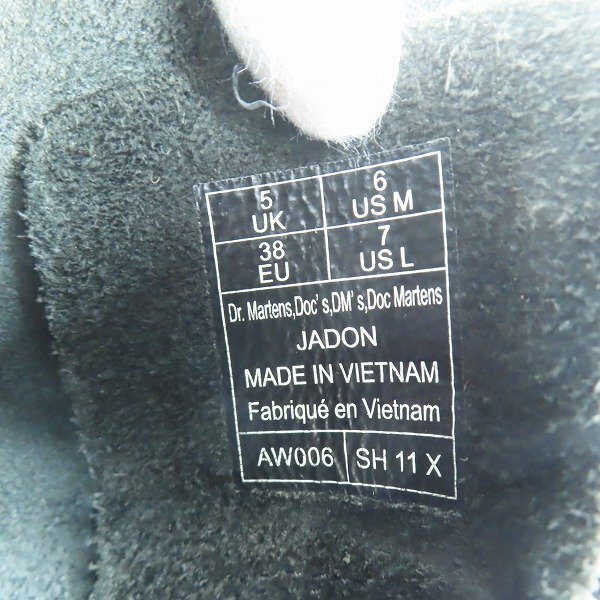 5 UK
6 US M
38 EU
7 US L
Dr. Martens,Doc's,DM's,Doc Martens
JADON
MADE IN VIETNAM
Fabriqué en Vietnam
AW006 SH 11 X